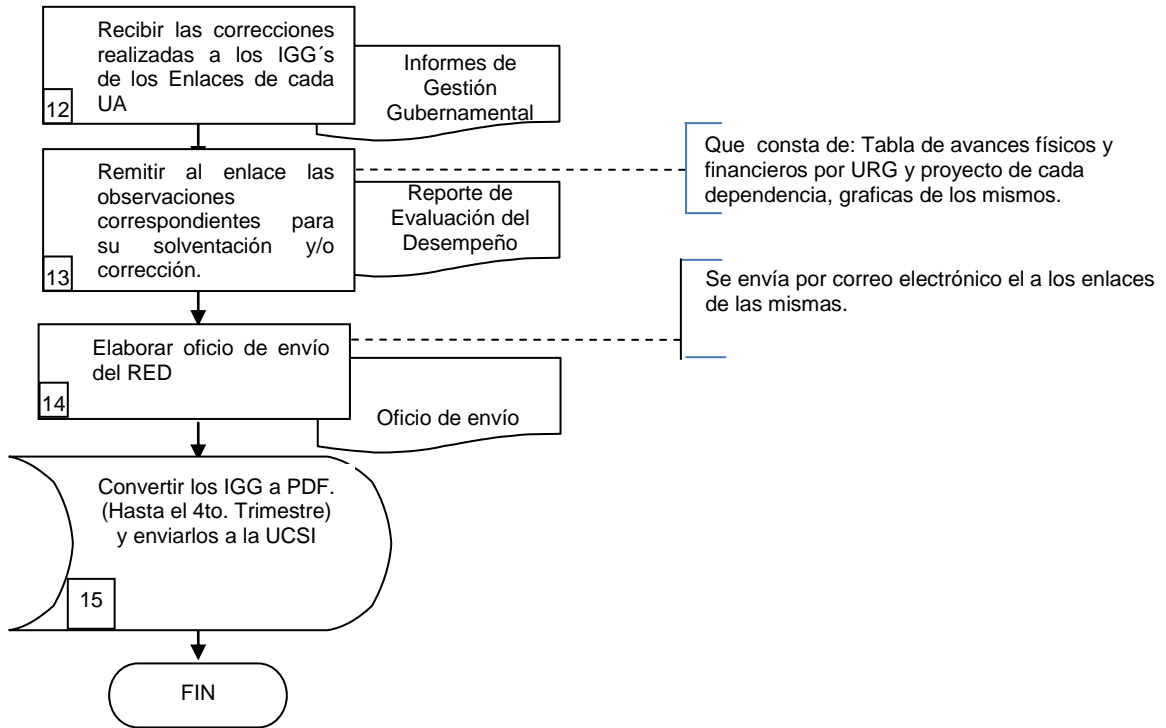 Recibir las correcciones
realizadas a los IGG´s
de los Enlaces de cada
UA
12
Informes de
Gestión
Gubernamental
Remitir al enlace las
observaciones
correspondientes para
su solventación y/o
corrección.
13
Reporte de
Evaluación del
Desempeño
Que consta de: Tabla de avances físicos y
financieros por URG y proyecto de cada
dependencia, graficas de los mismos.
Se envía por correo electrónico el a los enlaces
de las mismas.
Elaborar oficio de envío
del RED
14
Oficio de envío
Convertir los IGG a PDF.
(Hasta el 4to. Trimestre)
y enviarlos a la UCSI
15
FIN